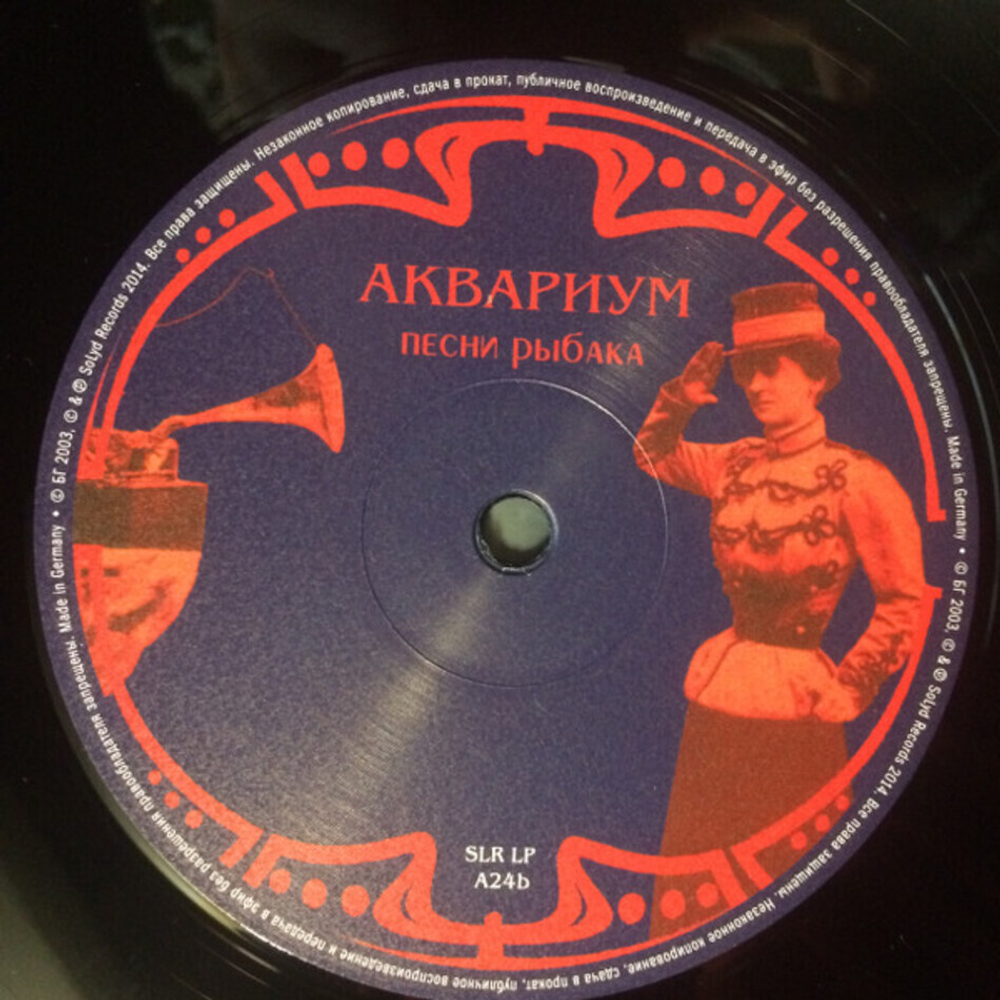 АКВАРИУМ
ПЕСНИ РЫБАКА
SLR LP
A24b
© БГ 2003, © & ℗ SoLyd Records 2014. Все права защищены. Незаконное копирование, сдача в прокат, публичное воспроизведение и передача в эфир без разрешения правообладателя запрещены. Made in Germany •
© БГ 2003, © & ℗ SoLyd Records 2014. Все права защищены. Незаконное копирование, сдача в прокат, публичное воспроизведение и передача в эфир без разрешения правообладателя запрещены. Made in Germany •